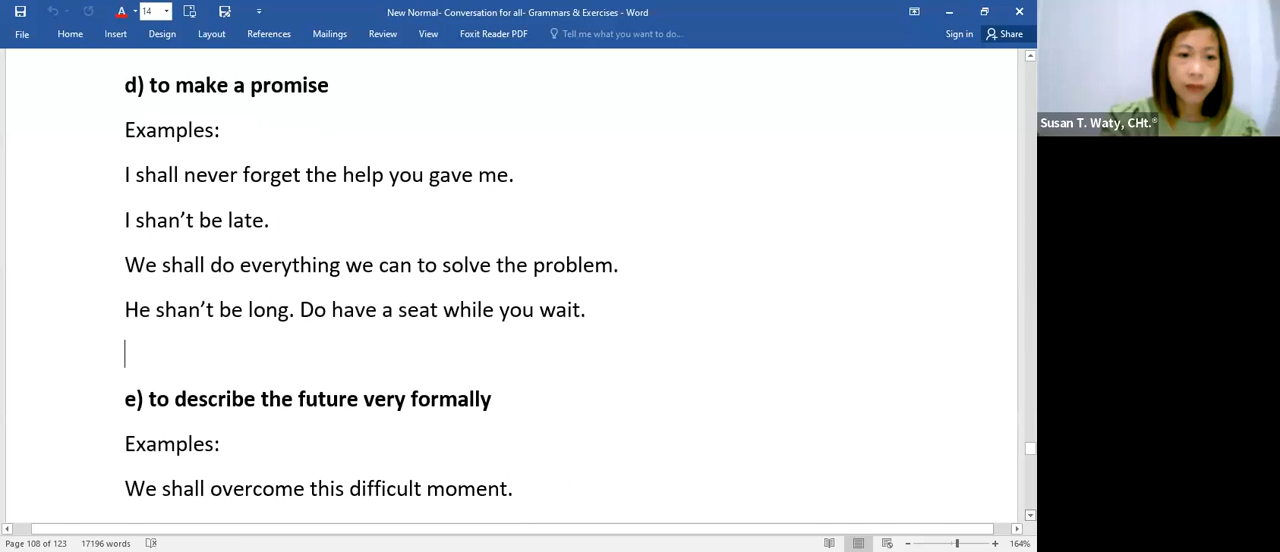 14
New Normal- Conversation for all- Grammars & Exercises - Word
File Home Insert Design Layout References Mailings Review View Foxit Reader PDF Tell me what you want to do... Sign in Share
d) to make a promise
Examples:
I shall never forget the help you gave me.
I shan’t be late.
We shall do everything we can to solve the problem.
He shan’t be long. Do have a seat while you wait.
e) to describe the future very formally
Examples:
We shall overcome this difficult moment.
Page 108 of 123 17196 words 164%
Susan T. Waty, CHt.®